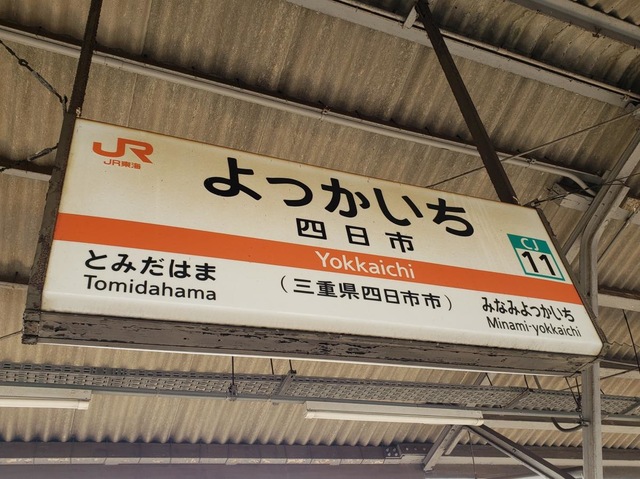 JR
JR東海
よっかいち
四日市
CJ
11
Yokkaichi
とみだはま
Tomidahama
（三重県四日市市）
みなみよっかいち
Minami-yokkaichi